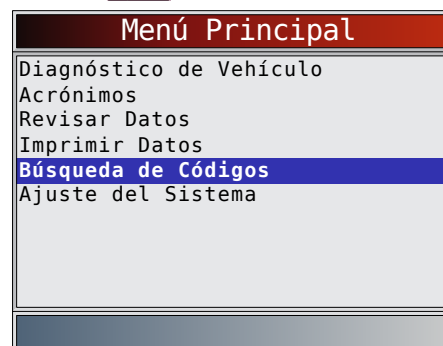 Menú Principal
Diagnóstico de Vehículo
Acrónimos
Revisar Datos
Imprimir Datos
Búsqueda de Códigos
Ajuste del Sistema